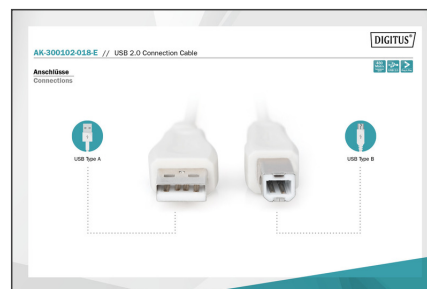 DIGITUS®
AK-300102-018-E // USB 2.0 Connection Cable
Anschlüsse
Connections
USB Type A
USB Type B